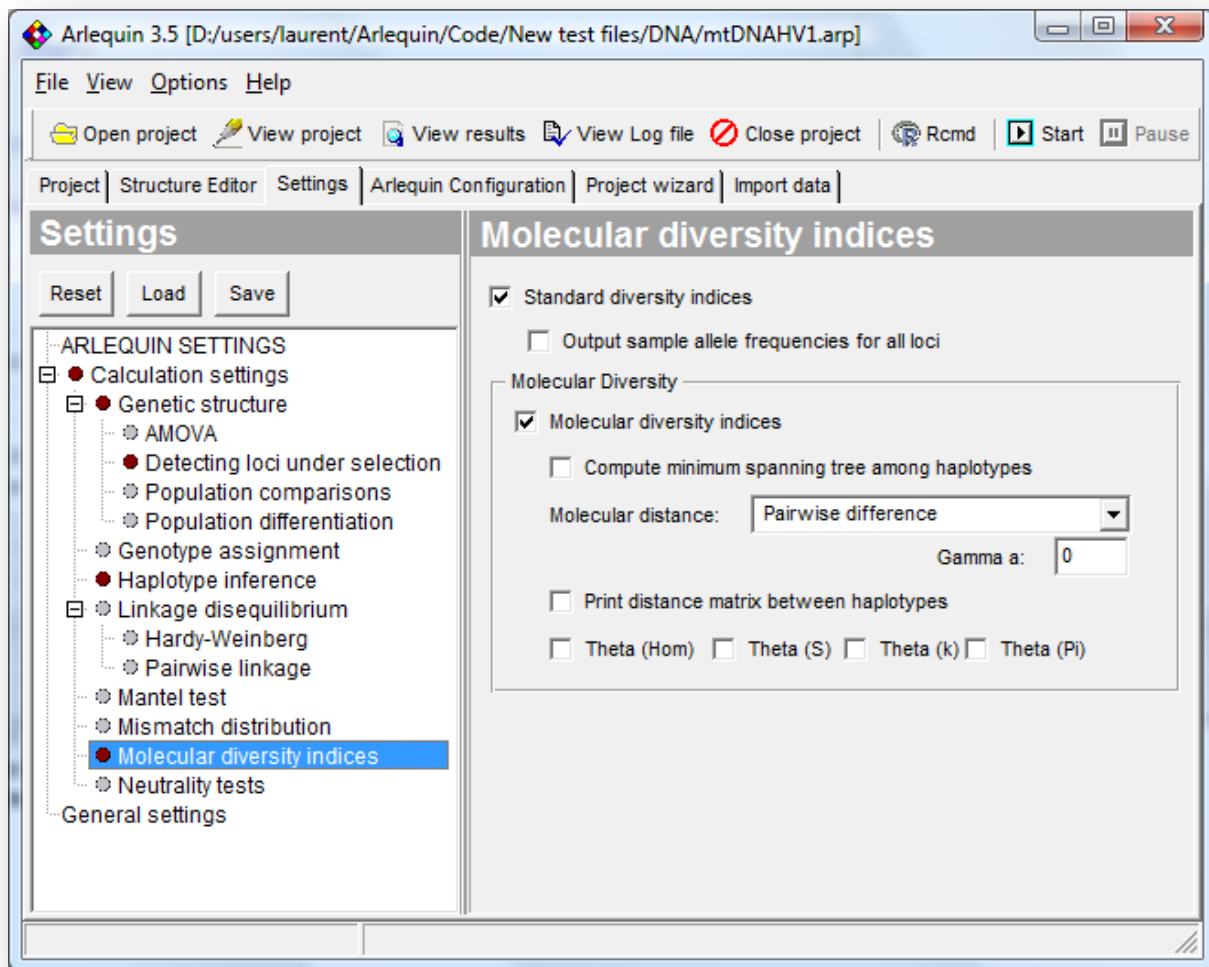 Arlequin 3.5 [D:/users/laurent/Arlequin/Code/New test files/DNA/mtDNAHV1.arp]
File View Options Help
Open project View project View results View Log file Close project Rcmd Start Pause
Project Structure Editor Settings Arlequin Configuration Project wizard Import data
Settings
Reset Load Save
ARLEQUIN SETTINGS
Calculation settings
Genetic structure
AMOVA
Detecting loci under selection
Population comparisons
Population differentiation
Genotype assignment
Haplotype inference
Linkage disequilibrium
Hardy-Weinberg
Pairwise linkage
Mantel test
Mismatch distribution
Molecular diversity indices
Neutrality tests
General settings
Molecular diversity indices
Standard diversity indices
Output sample allele frequencies for all loci
Molecular Diversity
Molecular diversity indices
Compute minimum spanning tree among haplotypes
Molecular distance: Pairwise difference
Gamma a: 0
Print distance matrix between haplotypes
Theta (Hom) Theta (S) Theta (k) Theta (Pi)